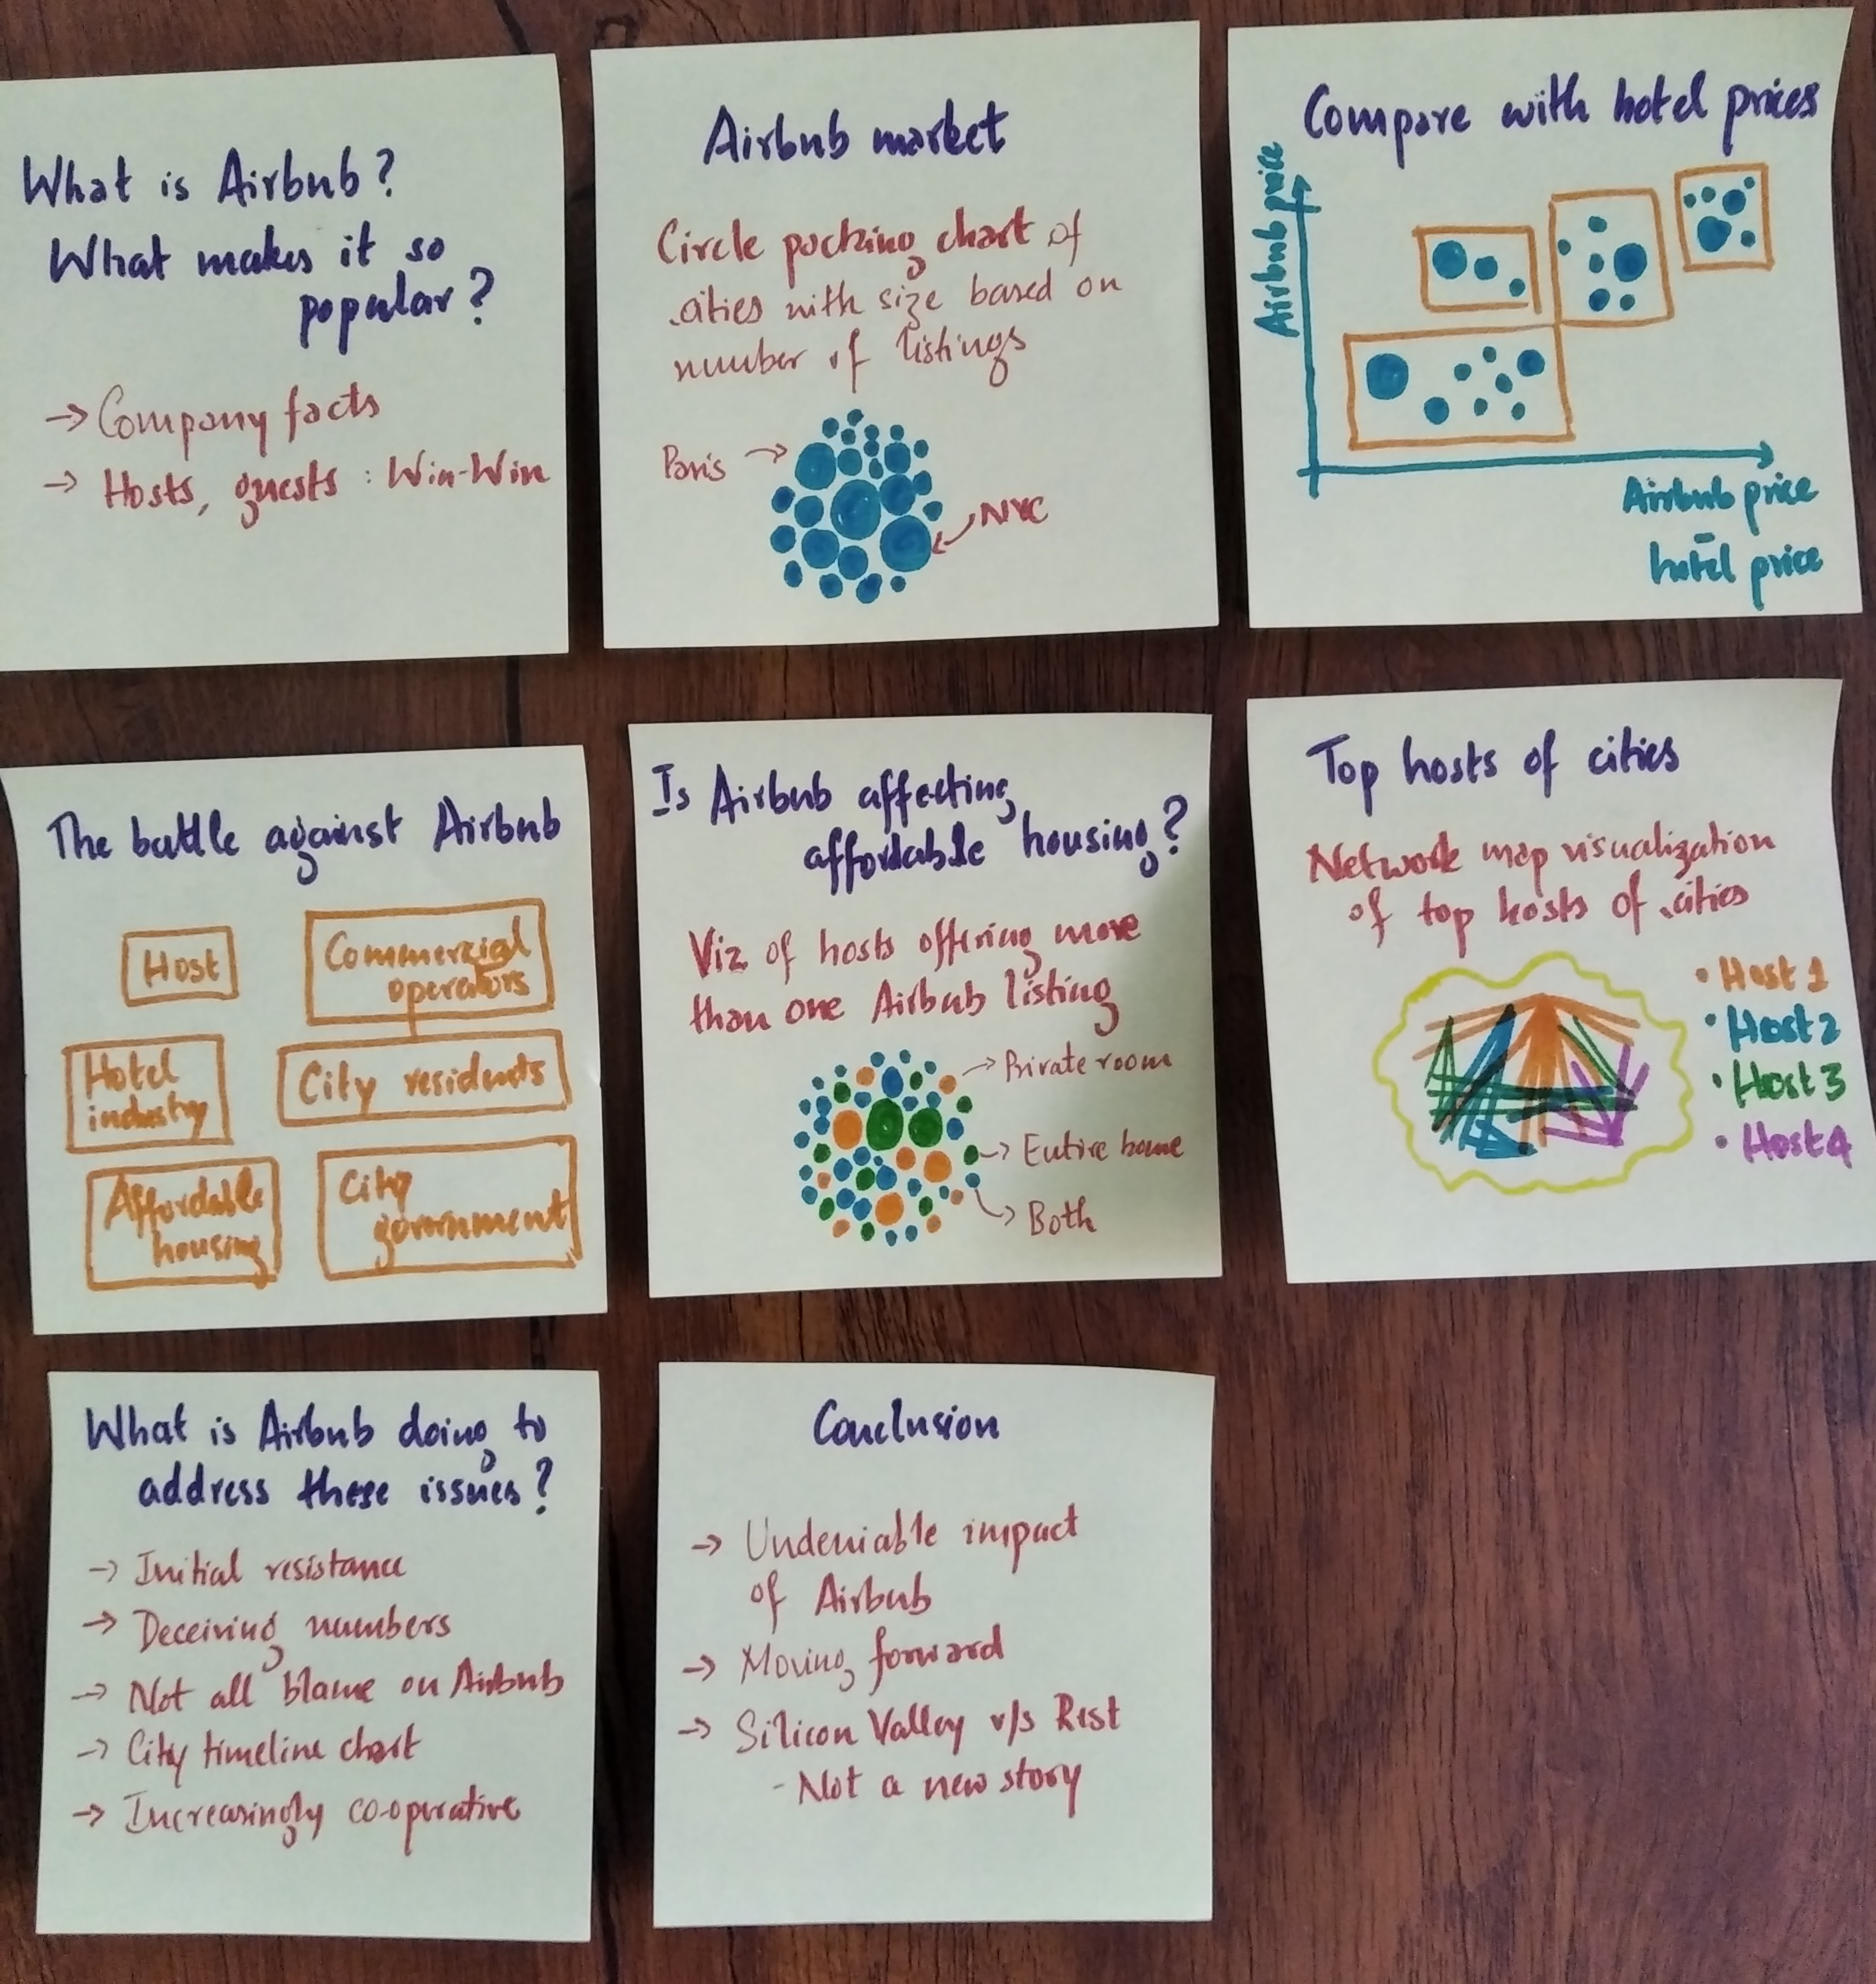 What is Airbnb?
What makes it so
popular?
→ Company facts
→ Hosts, guests : Win-Win
Airbnb market
Circle packing chart of
cities with size based on
number of listings
Paris
NYC
Compare with hotel prices
Airbnb price
Airbnb price
-
hotel price
The battle against Airbnb
Host
Commercial
operators
Hotel
industry
City residents
Affordable
housing
City
government
Is Airbnb affecting
affordable housing?
Viz of hosts offering more
than one Airbnb listing
Private room
Entire home
Both
Top hosts of cities
Network map visualization
of top hosts of cities
• Host 1
• Host 2
• Host 3
• Host 4
What is Airbnb doing to
address these issues?
→ Initial resistance
→ Deceiving numbers
→ Not all blame on Airbnb
→ City timeline chart
→ Increasingly co-operative
Conclusion
→ Undeniable impact
of Airbnb
→ Moving forward
→ Silicon Valley v/s Rest
- Not a new story